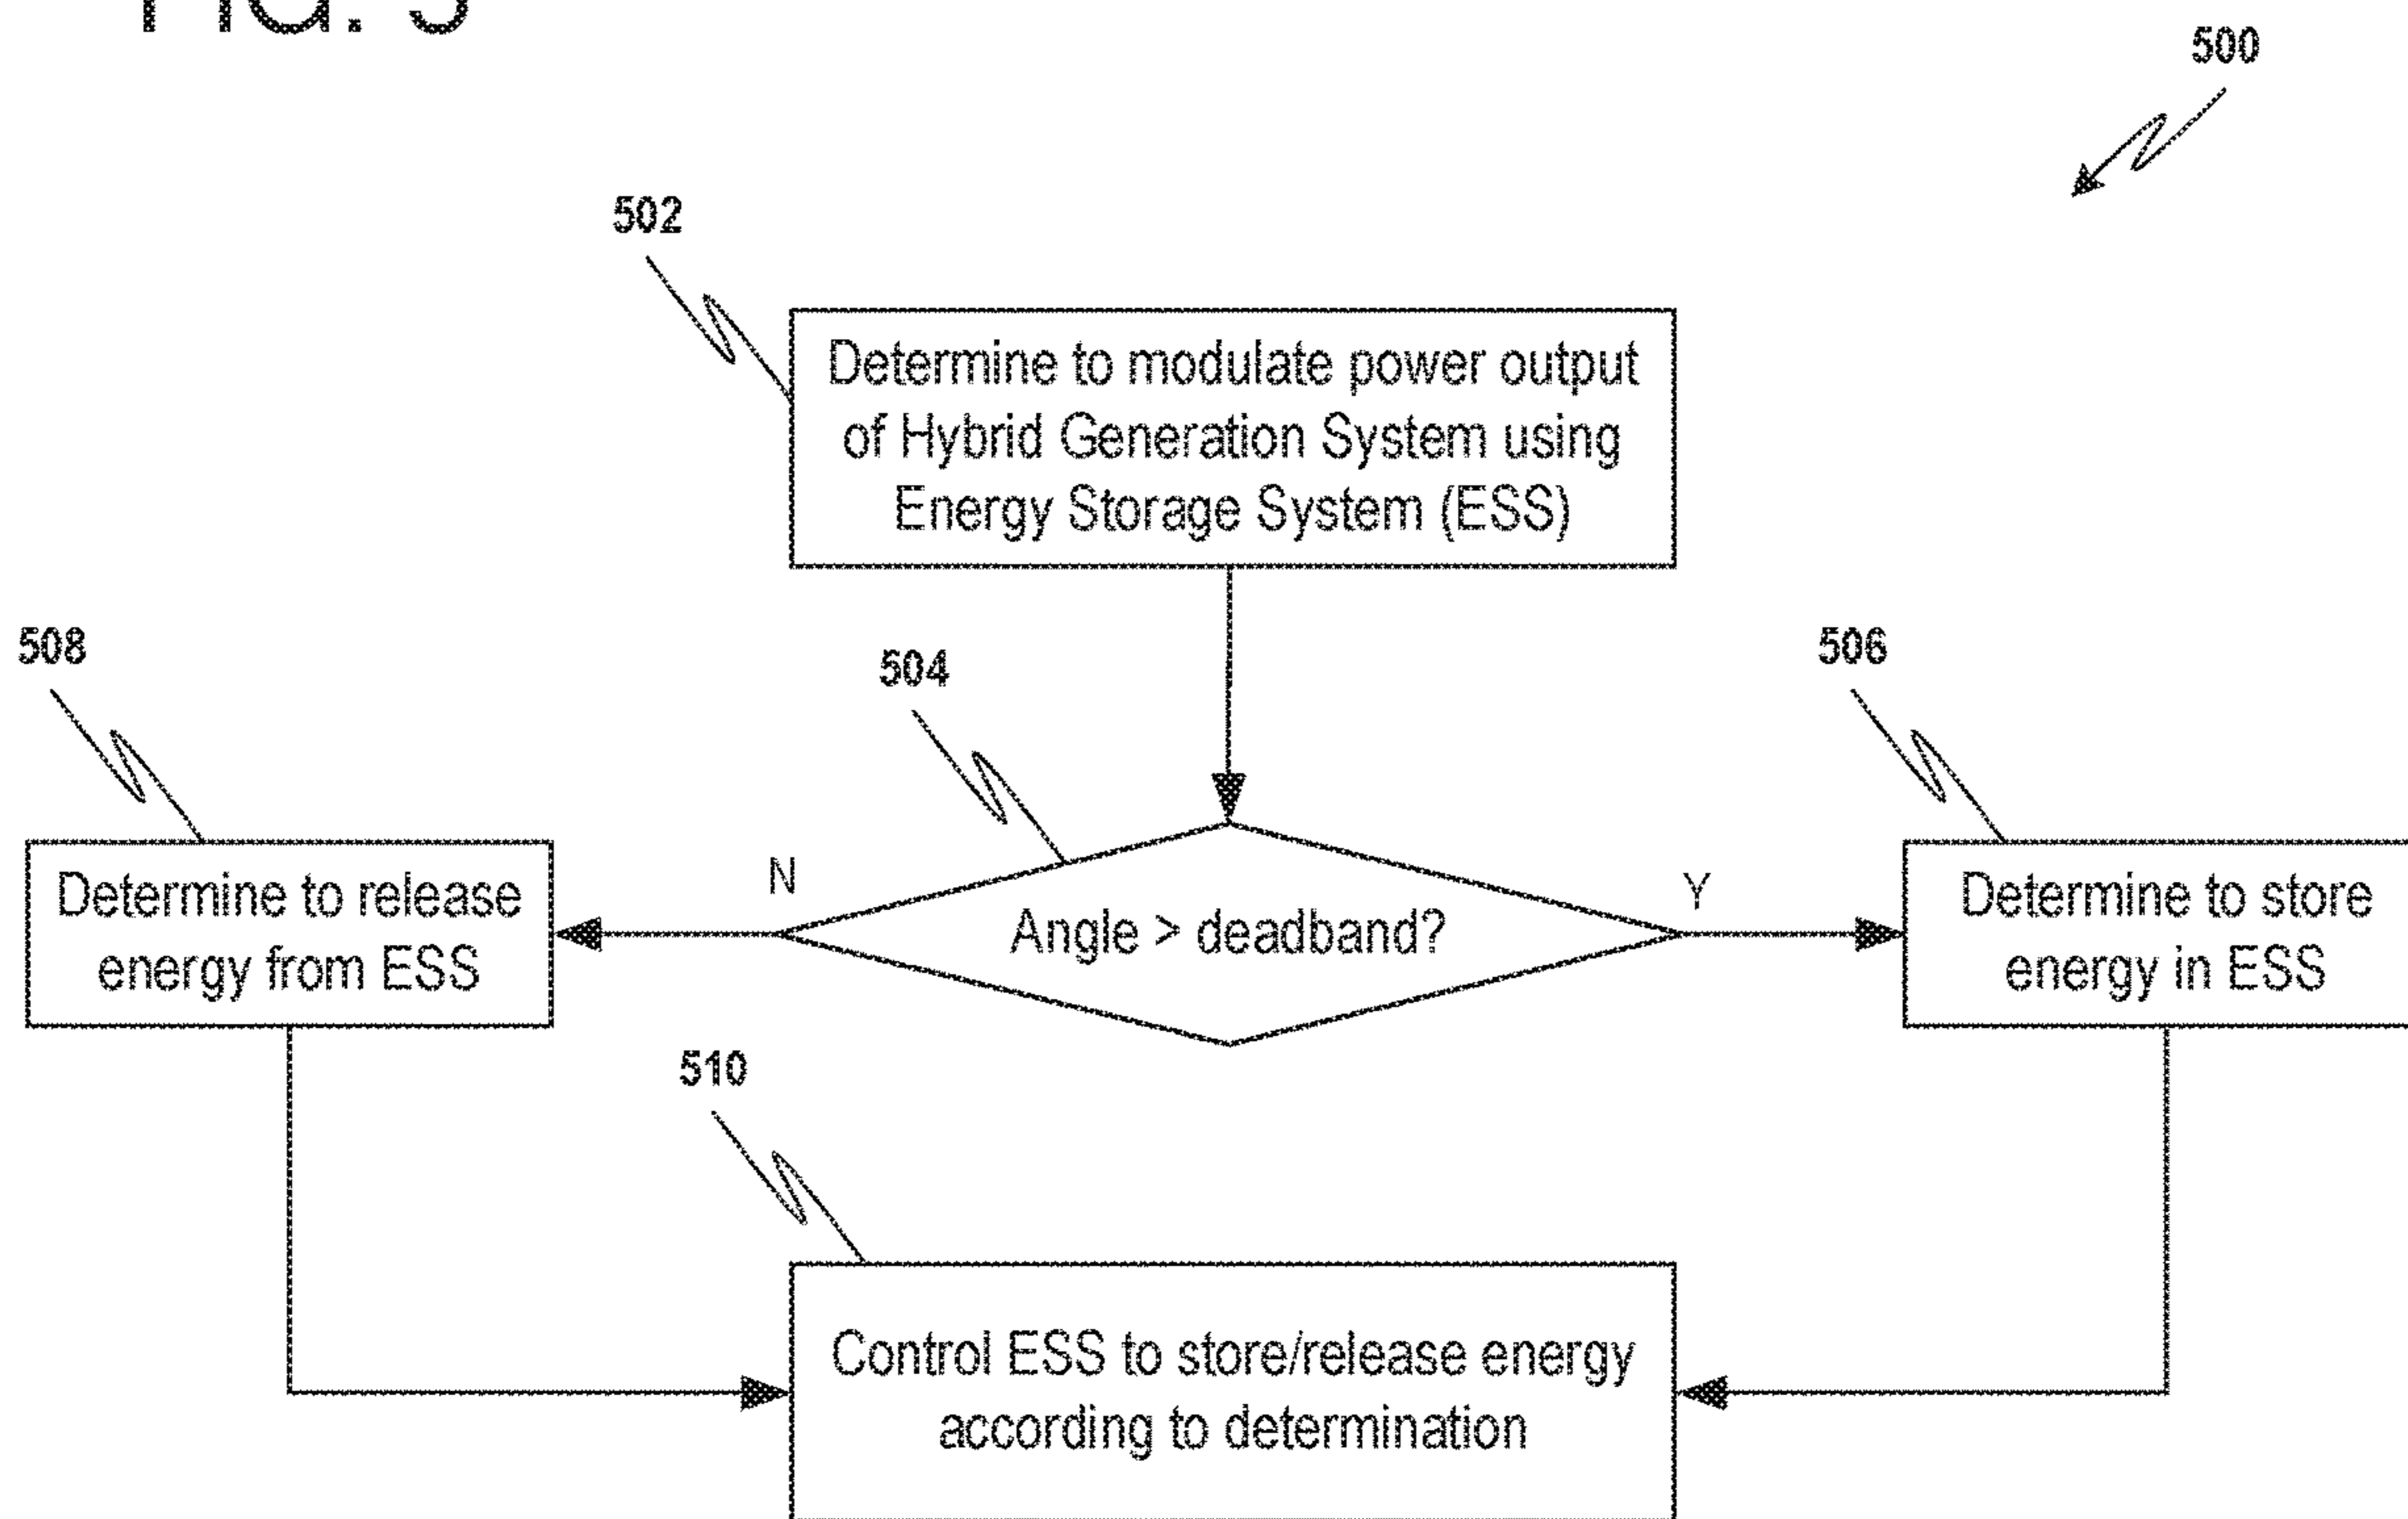 FIG. 5
500
502
Determine to modulate power output
of Hybrid Generation System using
Energy Storage System (ESS)
508
504
506
Determine to release
energy from ESS
N
Angle > deadband?
Y
Determine to store
energy in ESS
510
Control ESS to store/release energy
according to determination